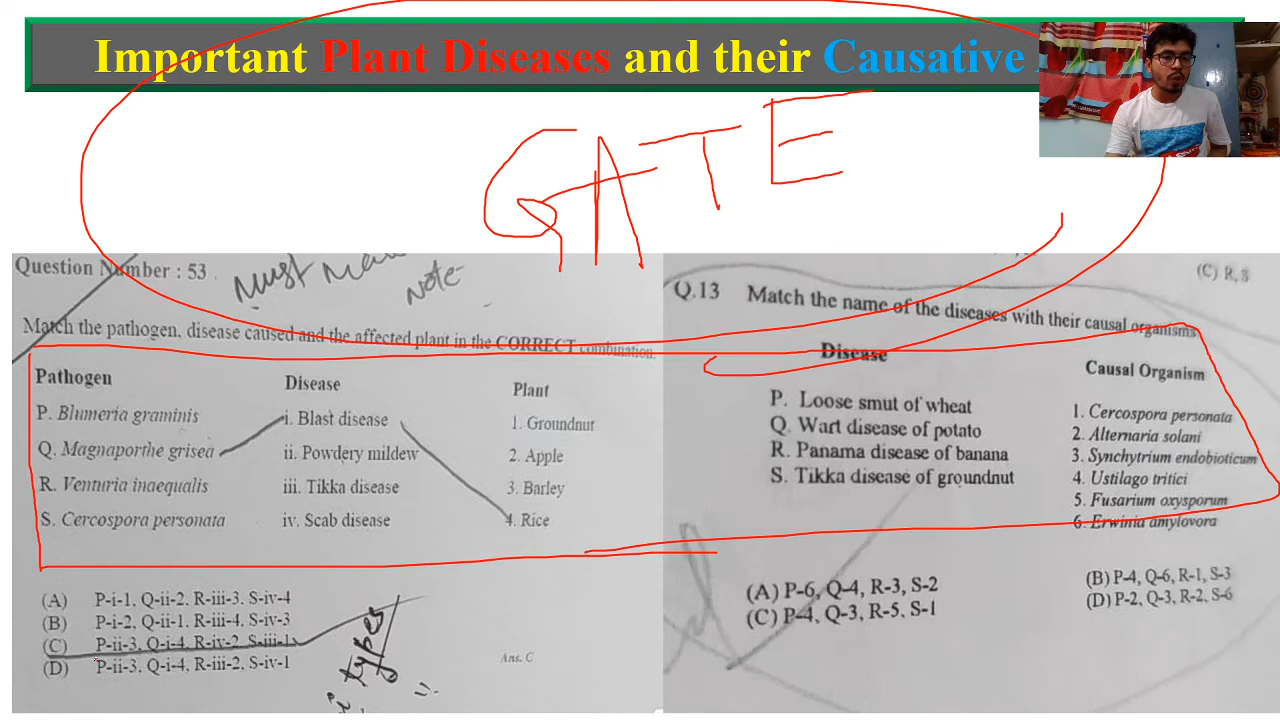 Important Plant Diseases and their Causative
GATE
Question Number : 53
Must
note
Match the pathogen, disease caused and the affected plant in the CORRECT combination.
Pathogen Disease Plant
P. Blumeria graminis i. Blast disease 1. Groundnut
Q. Magnaporthe grisea ii. Powdery mildew 2. Apple
R. Venturia inaequalis iii. Tikka disease 3. Barley
S. Cercospora personata iv. Scab disease 4. Rice
(A) P-i-1, Q-ii-2, R-iii-3, S-iv-4
(B) P-i-2, Q-ii-1, R-iii-4, S-iv-3
(C) P-ii-3, Q-i-4, R-iv-2, S-iii-1
(D) P-ii-3, Q-i-4, R-iii-2, S-iv-1
Ans. C
types
(C) R, S
Q.13 Match the name of the diseases with their causal organisms
Disease Causal Organism
P. Loose smut of wheat 1. Cercospora personata
Q. Wart disease of potato 2. Alternaria solani
R. Panama disease of banana 3. Synchytrium endobioticum
S. Tikka disease of groundnut 4. Ustilago tritici
5. Fusarium oxysporum
6. Erwinia amylovora
(A) P-6, Q-4, R-3, S-2 (B) P-4, Q-6, R-1, S-3
(C) P-4, Q-3, R-5, S-1 (D) P-2, Q-3, R-2, S-6